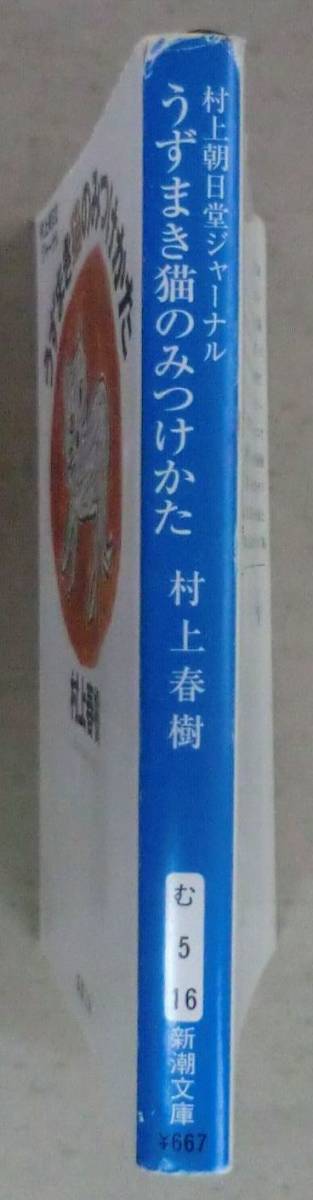 村上朝日堂ジャーナル
うずまき猫のみつけかた
村上春樹
む
5
16
新潮文庫
¥667
うずまき猫のみつけかた
村上春樹